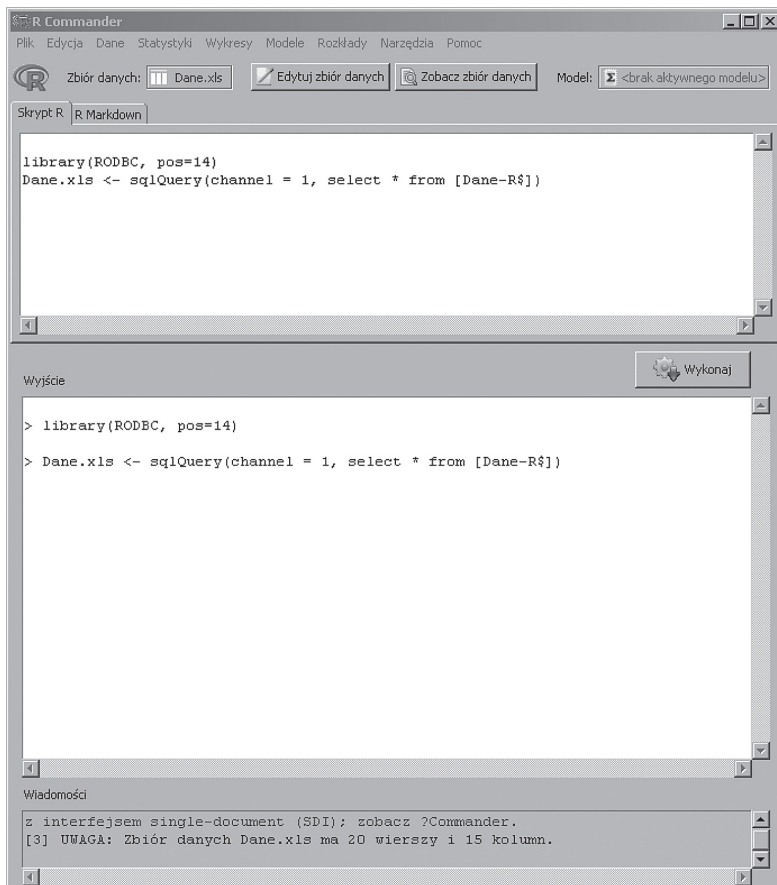 R Commander
Plik Edycja Dane Statystyki Wykresy Modele Rozkłady Narzędzia Pomoc
R Zbiór danych: Dane.xls Edytuj zbiór danych Zobacz zbiór danych Model: Σ <brak aktywnego modelu>
Skrypt R R Markdown
library(RODBC, pos=14)
Dane.xls <- sqlQuery(channel = 1, select * from [Dane-R$])
Wykonaj
Wyjście
> library(RODBC, pos=14)
> Dane.xls <- sqlQuery(channel = 1, select * from [Dane-R$])
Wiadomości
z interfejsem single-document (SDI); zobacz ?Commander.
[3] UWAGA: Zbiór danych Dane.xls ma 20 wierszy i 15 kolumn.